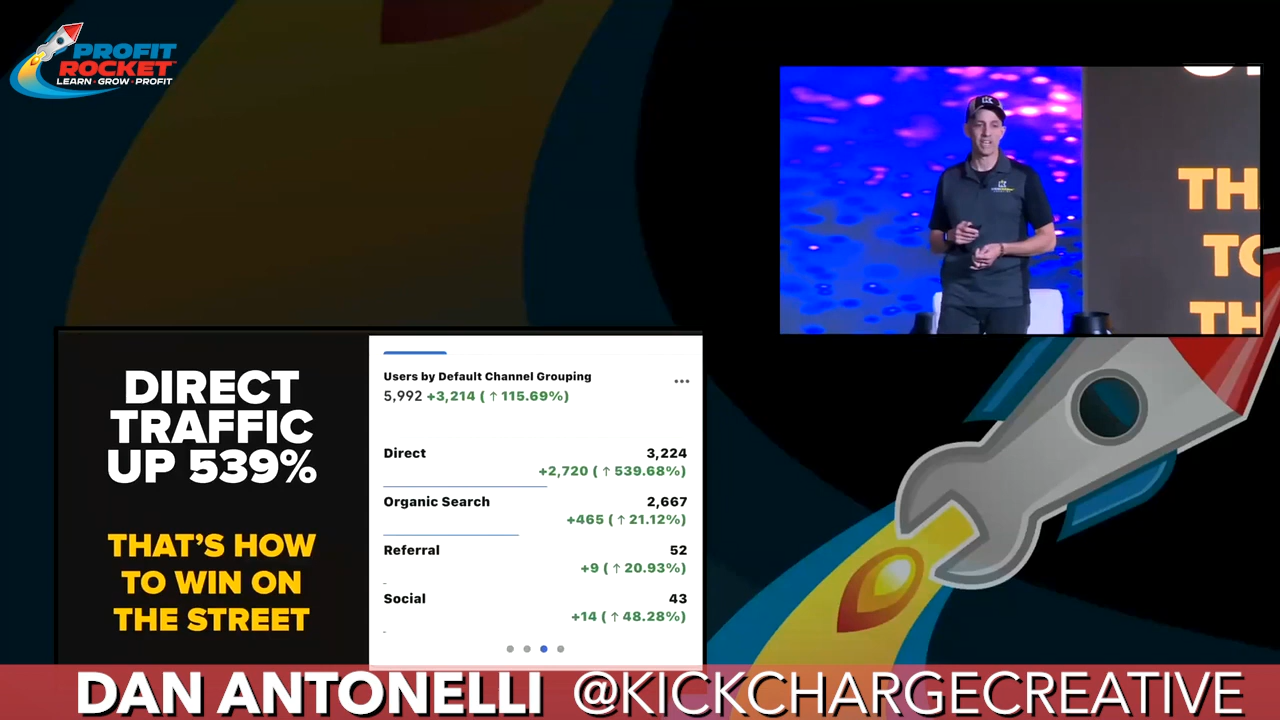 PROFIT
ROCKET
LEARN · GROW · PROFIT
TH
TO
TH
DIRECT
TRAFFIC
UP 539%
THAT'S HOW
TO WIN ON
THE STREET
Users by Default Channel Grouping
5,992 +3,214 ( ↑ 115.69%)
Direct 3,224
+2,720 ( ↑ 539.68%)
Organic Search 2,667
+465 ( ↑ 21.12%)
Referral 52
+9 ( ↑ 20.93%)
Social 43
+14 ( ↑ 48.28%)
DAN ANTONELLI @KICKCHARGECREATIVE